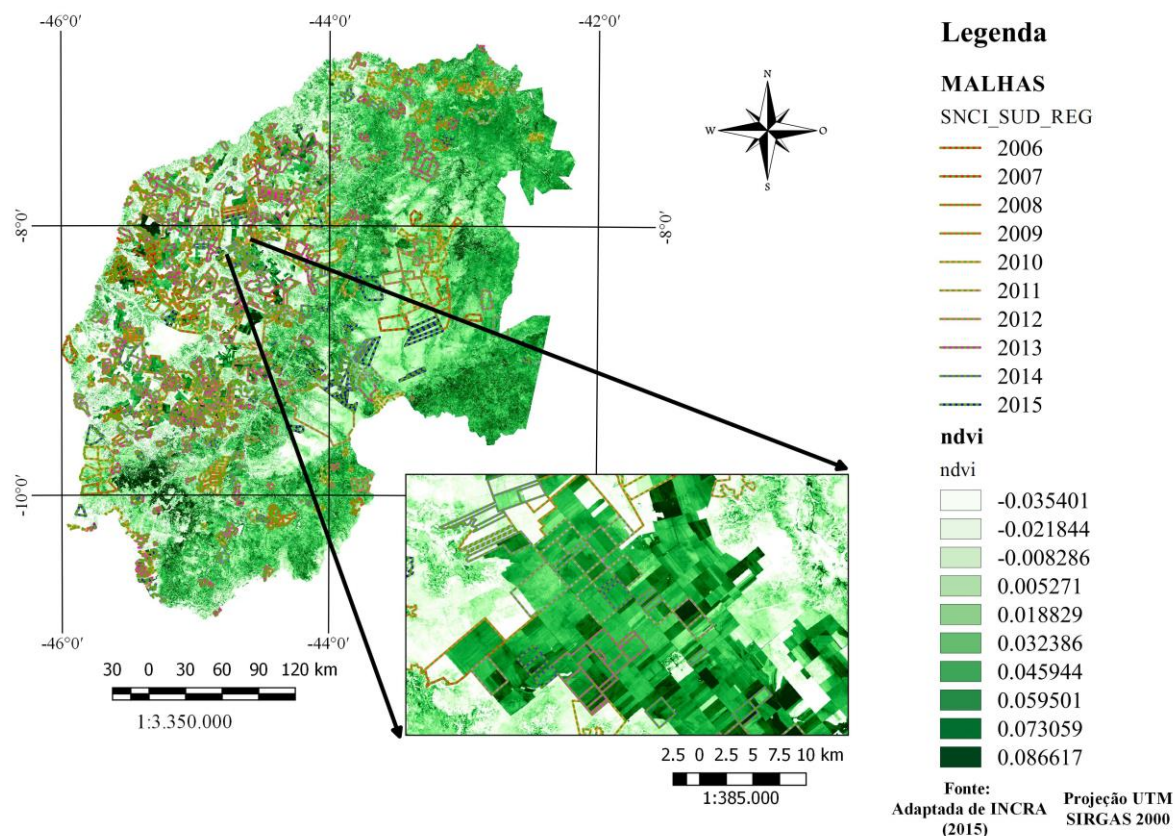 -46°0′ -44°0′ -42°0′
Legenda
MALHAS
SNCI_SUD_REG
2006
2007
2008
2009
2010
2011
2012
2013
2014
2015
ndvi
ndvi
-0.035401
-0.021844
-0.008286
0.005271
0.018829
0.032386
0.045944
0.059501
0.073059
0.086617
N
W O
S
-8°0′ -8°0′
-10°0′
-46°0′ -44°0′
30 0 30 60 90 120 km
1:3.350.000
2.5 0 2.5 5 7.5 10 km
1:385.000
Fonte:
Adaptada de INCRA
(2015)
Projeção UTM
SIRGAS 2000